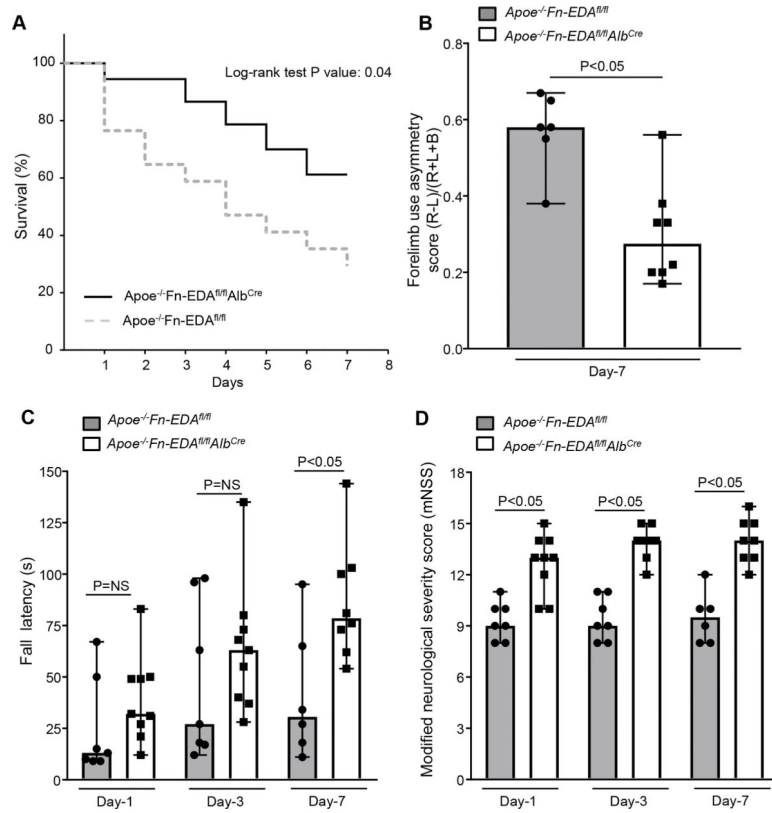 A
Log-rank test P value: 0.04
Survival (%)
100
80
60
40
20
0
Apoe-/-Fn-EDAfl/flAlbCre
Apoe-/-Fn-EDAfl/fl
1 2 3 4 5 6 7 8
Days
B
Apoe-/-Fn-EDAfl/fl
Apoe-/-Fn-EDAfl/flAlbCre
P<0.05
Forelimb use asymmetry
score (R-L)/(R+L+B)
0.8
0.6
0.4
0.2
0.0
Day-7
C
Apoe-/-Fn-EDAfl/fl
Apoe-/-Fn-EDAfl/flAlbCre
Fall latency (s)
150
125
100
75
50
25
0
P=NS
P=NS
P<0.05
Day-1 Day-3 Day-7
D
Apoe-/-Fn-EDAfl/fl
Apoe-/-Fn-EDAfl/flAlbCre
Modified neurological severity score (mNSS)
18
15
12
9
6
3
0
P<0.05
P<0.05
P<0.05
Day-1 Day-3 Day-7